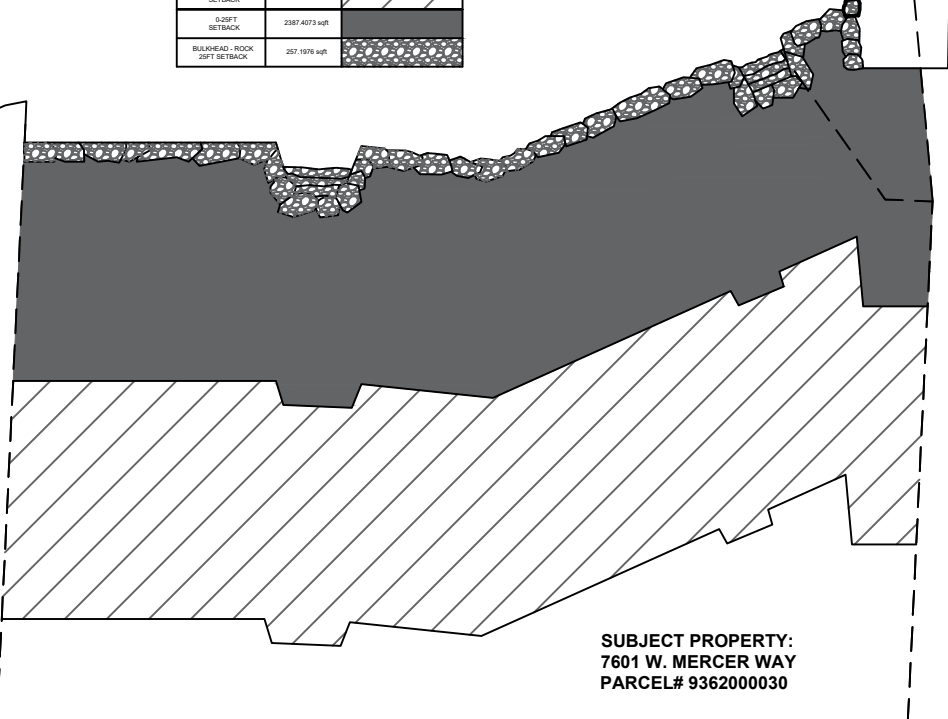 SETBACK
0-25FT
SETBACK
2387.4073 sqft
BULKHEAD - ROCK
25FT SETBACK
257.1976 sqft
SUBJECT PROPERTY:
7601 W. MERCER WAY
PARCEL# 9362000030